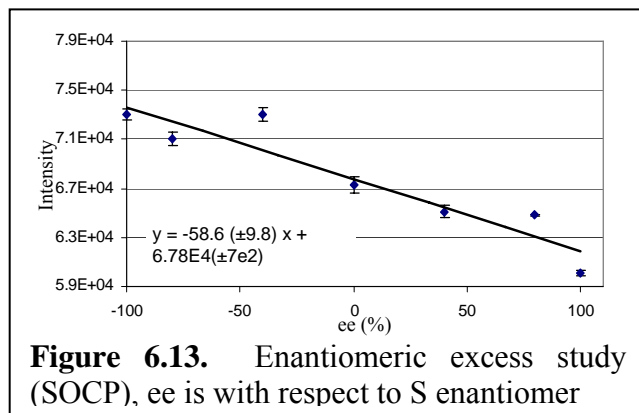 7.9E+04
7.5E+04
7.1E+04
6.7E+04
6.3E+04
5.9E+04
Intensity
y = -58.6 (±9.8) x +
6.78E4(±7e2)
-100 -50 0 50 100
ee (%)
Figure 6.13. Enantiomeric excess study
(SOCP), ee is with respect to S enantiomer